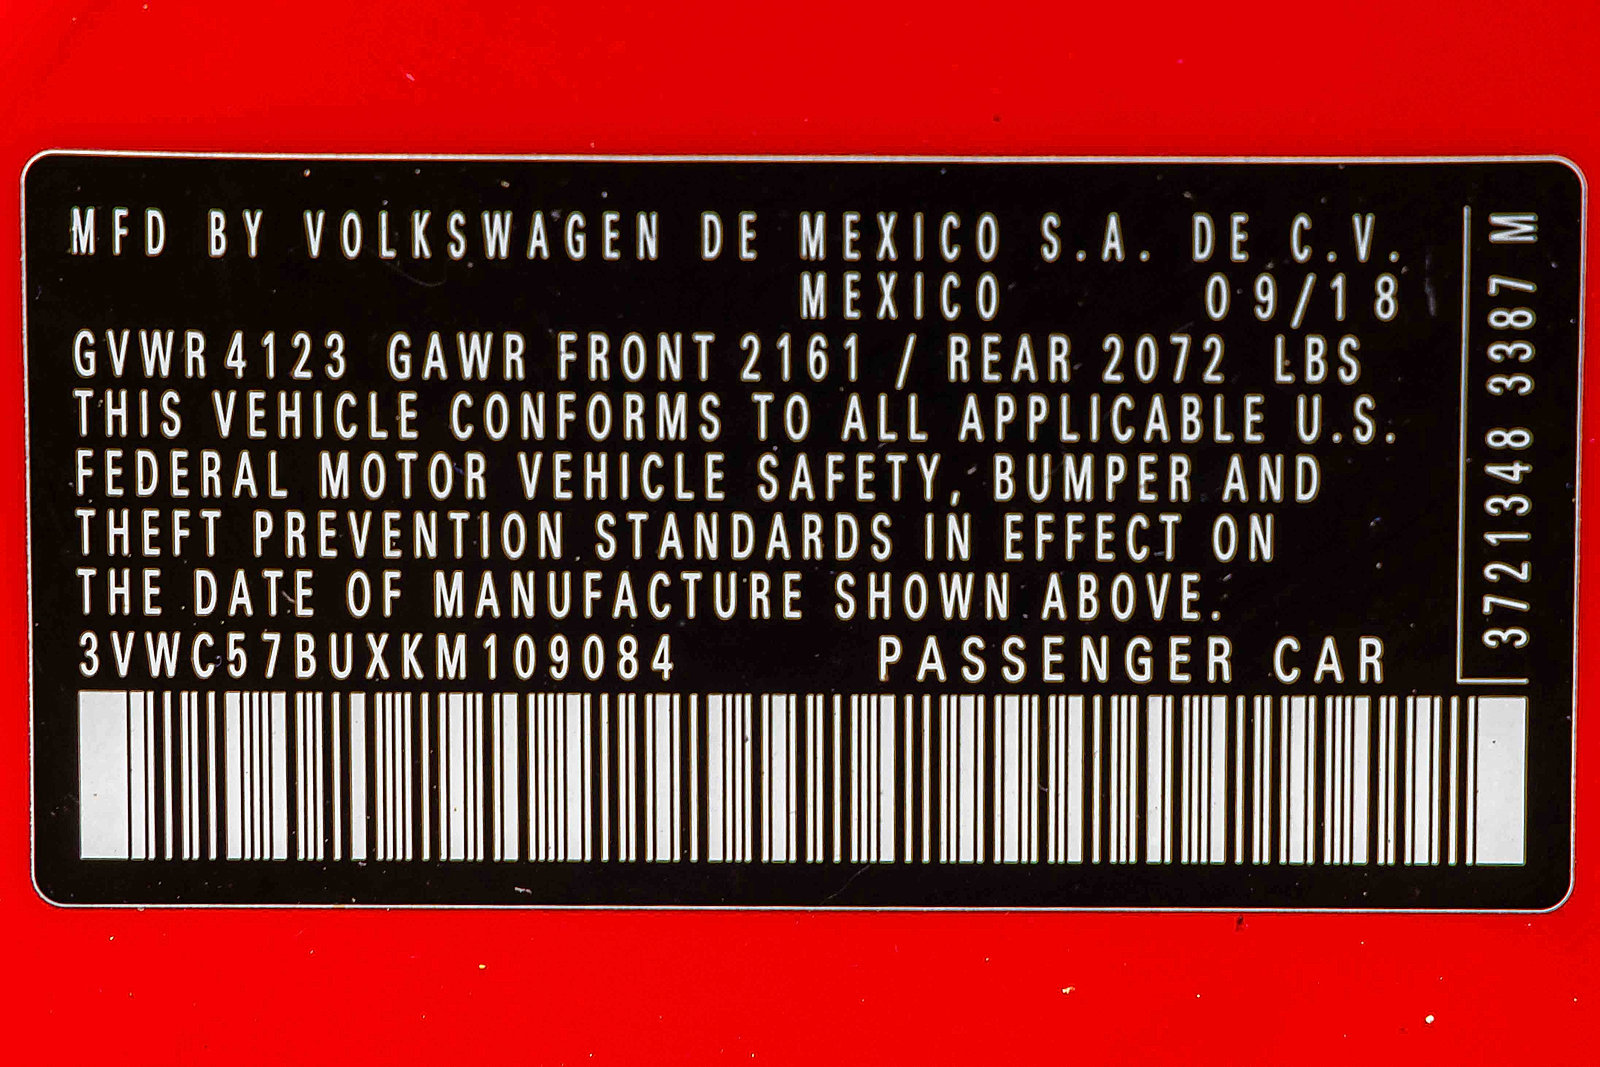 MFD BY VOLKSWAGEN DE MEXICO S.A. DE C.V.
MEXICO 09/18
GVWR 4123 GAWR FRONT 2161 / REAR 2072 LBS
THIS VEHICLE CONFORMS TO ALL APPLICABLE U.S.
FEDERAL MOTOR VEHICLE SAFETY, BUMPER AND
THEFT PREVENTION STANDARDS IN EFFECT ON
THE DATE OF MANUFACTURE SHOWN ABOVE.
3VWC57BUXKM109084 PASSENGER CAR
3721348 3387 M